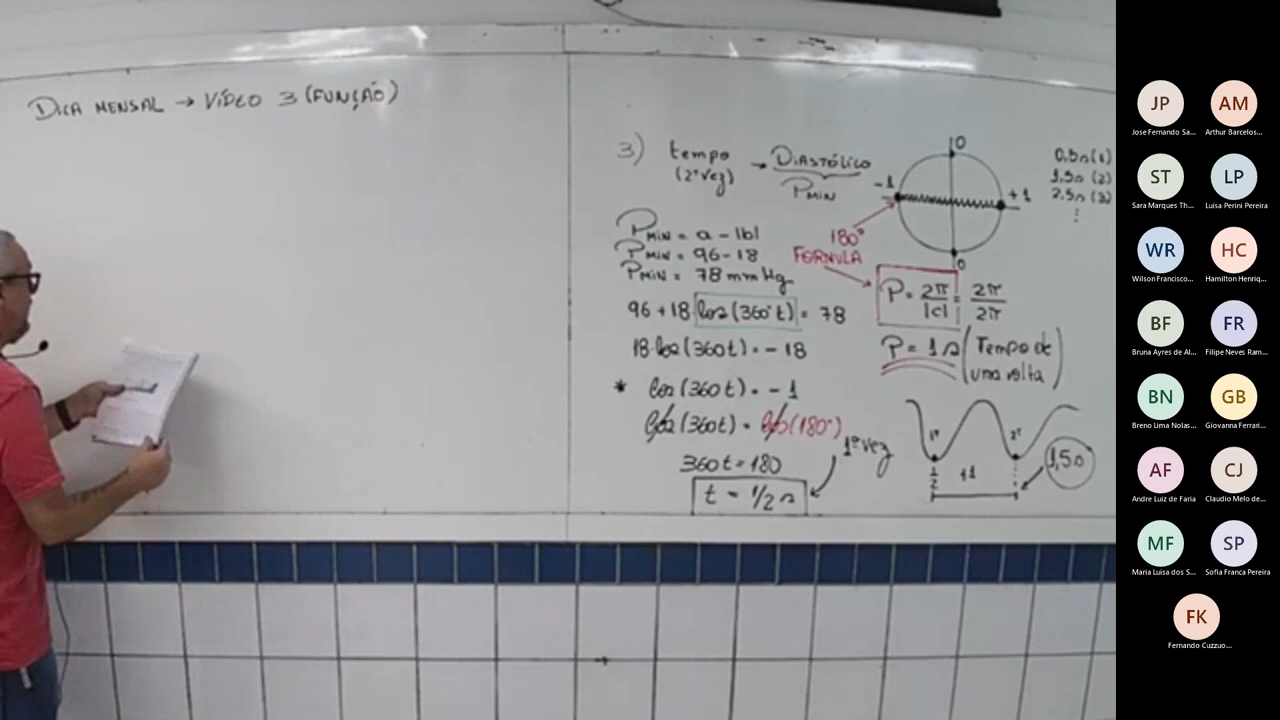 DICA MENSAL → VÍDEO 3 (FUNÇÃO)
3) tempo → DIASTÓLICO
(2ª vez) PMIN
PMIN = a - |b|
PMIN = 96 - 18
PMIN = 78 mmHg
96 + 18 cos(360°t) = 78
18 cos(360t) = - 18
* cos(360t) = - 1
cos(360t) = cos(180°)
360t = 180
t = 1/2 s
1ª vez
0
-1
+1
0
180°
FÓRMULA
P = 2π/|c| = 2π/2π
P = 1s (Tempo de
uma volta)
0,5s (1)
1,5s (2)
2,5s (3)
⋮
1ª 2ª
1/2 +1 1,5s
JP
Jose Fernando Sa...
AM
Arthur Barcelos...
ST
Sara Marques Th...
LP
Luisa Perini Pereira
WR
Wilson Francisco...
HC
Hamilton Henriq...
BF
Bruna Ayres de Al...
FR
Filipe Neves Ram...
BN
Breno Lima Nolas...
GB
Giovanna Ferrari...
AF
Andre Luiz de Faria
CJ
Claudio Melo de...
MF
Maria Luisa dos S...
SP
Sofia Franca Pereira
FK
Fernando Cuzzuo...